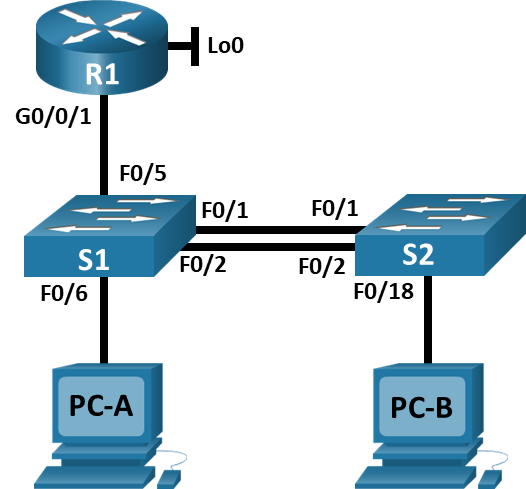 Lo0
R1
G0/0/1
F0/5
F0/1
F0/1
S1
F0/2
F0/2
S2
F0/6
F0/18
PC-A
PC-B